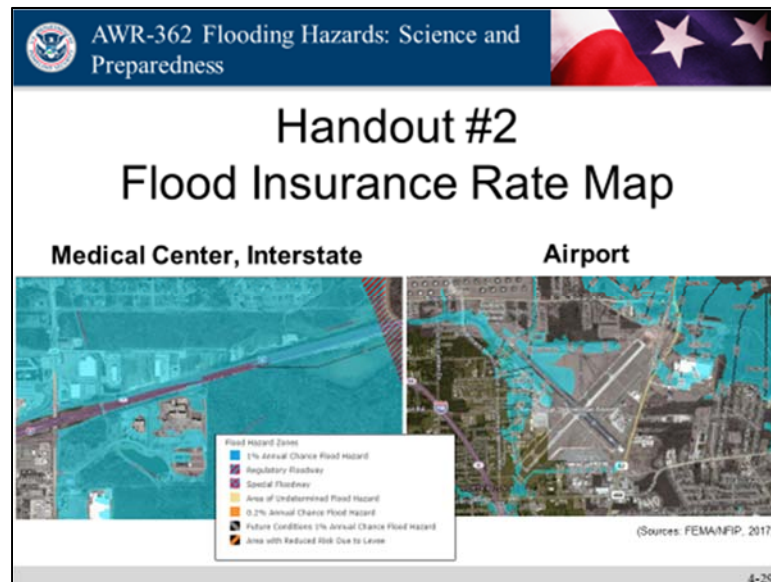 AWR-362 Flooding Hazards: Science and
Preparedness
Handout #2
Flood Insurance Rate Map
Medical Center, Interstate
Airport
Flood Hazard Zones
1% Annual Chance Flood Hazard
Regulatory Floodway
Special Floodway
Area of Undetermined Flood Hazard
0.2% Annual Chance Flood Hazard
Future Conditions 1% Annual Chance Flood Hazard
Area with Reduced Risk Due to Levee
(Sources: FEMA/NFIP, 2017